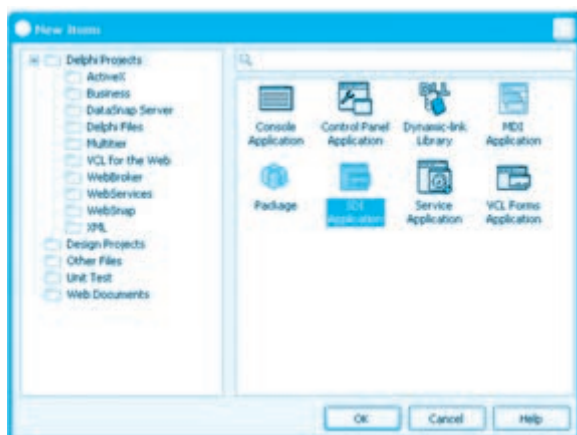 New Items
Delphi Projects
ActiveX
Business
DataSnap Server
Delphi Files
Multitier
VCL for the Web
WebBroker
WebServices
WebSnap
XML
Design Projects
Other Files
Unit Test
Web Documents
Console
Application
Control Panel
Application
Dynamic-link
Library
MDI
Application
Package
SDI
Application
Service
Application
VCL Forms
Application
OK
Cancel
Help